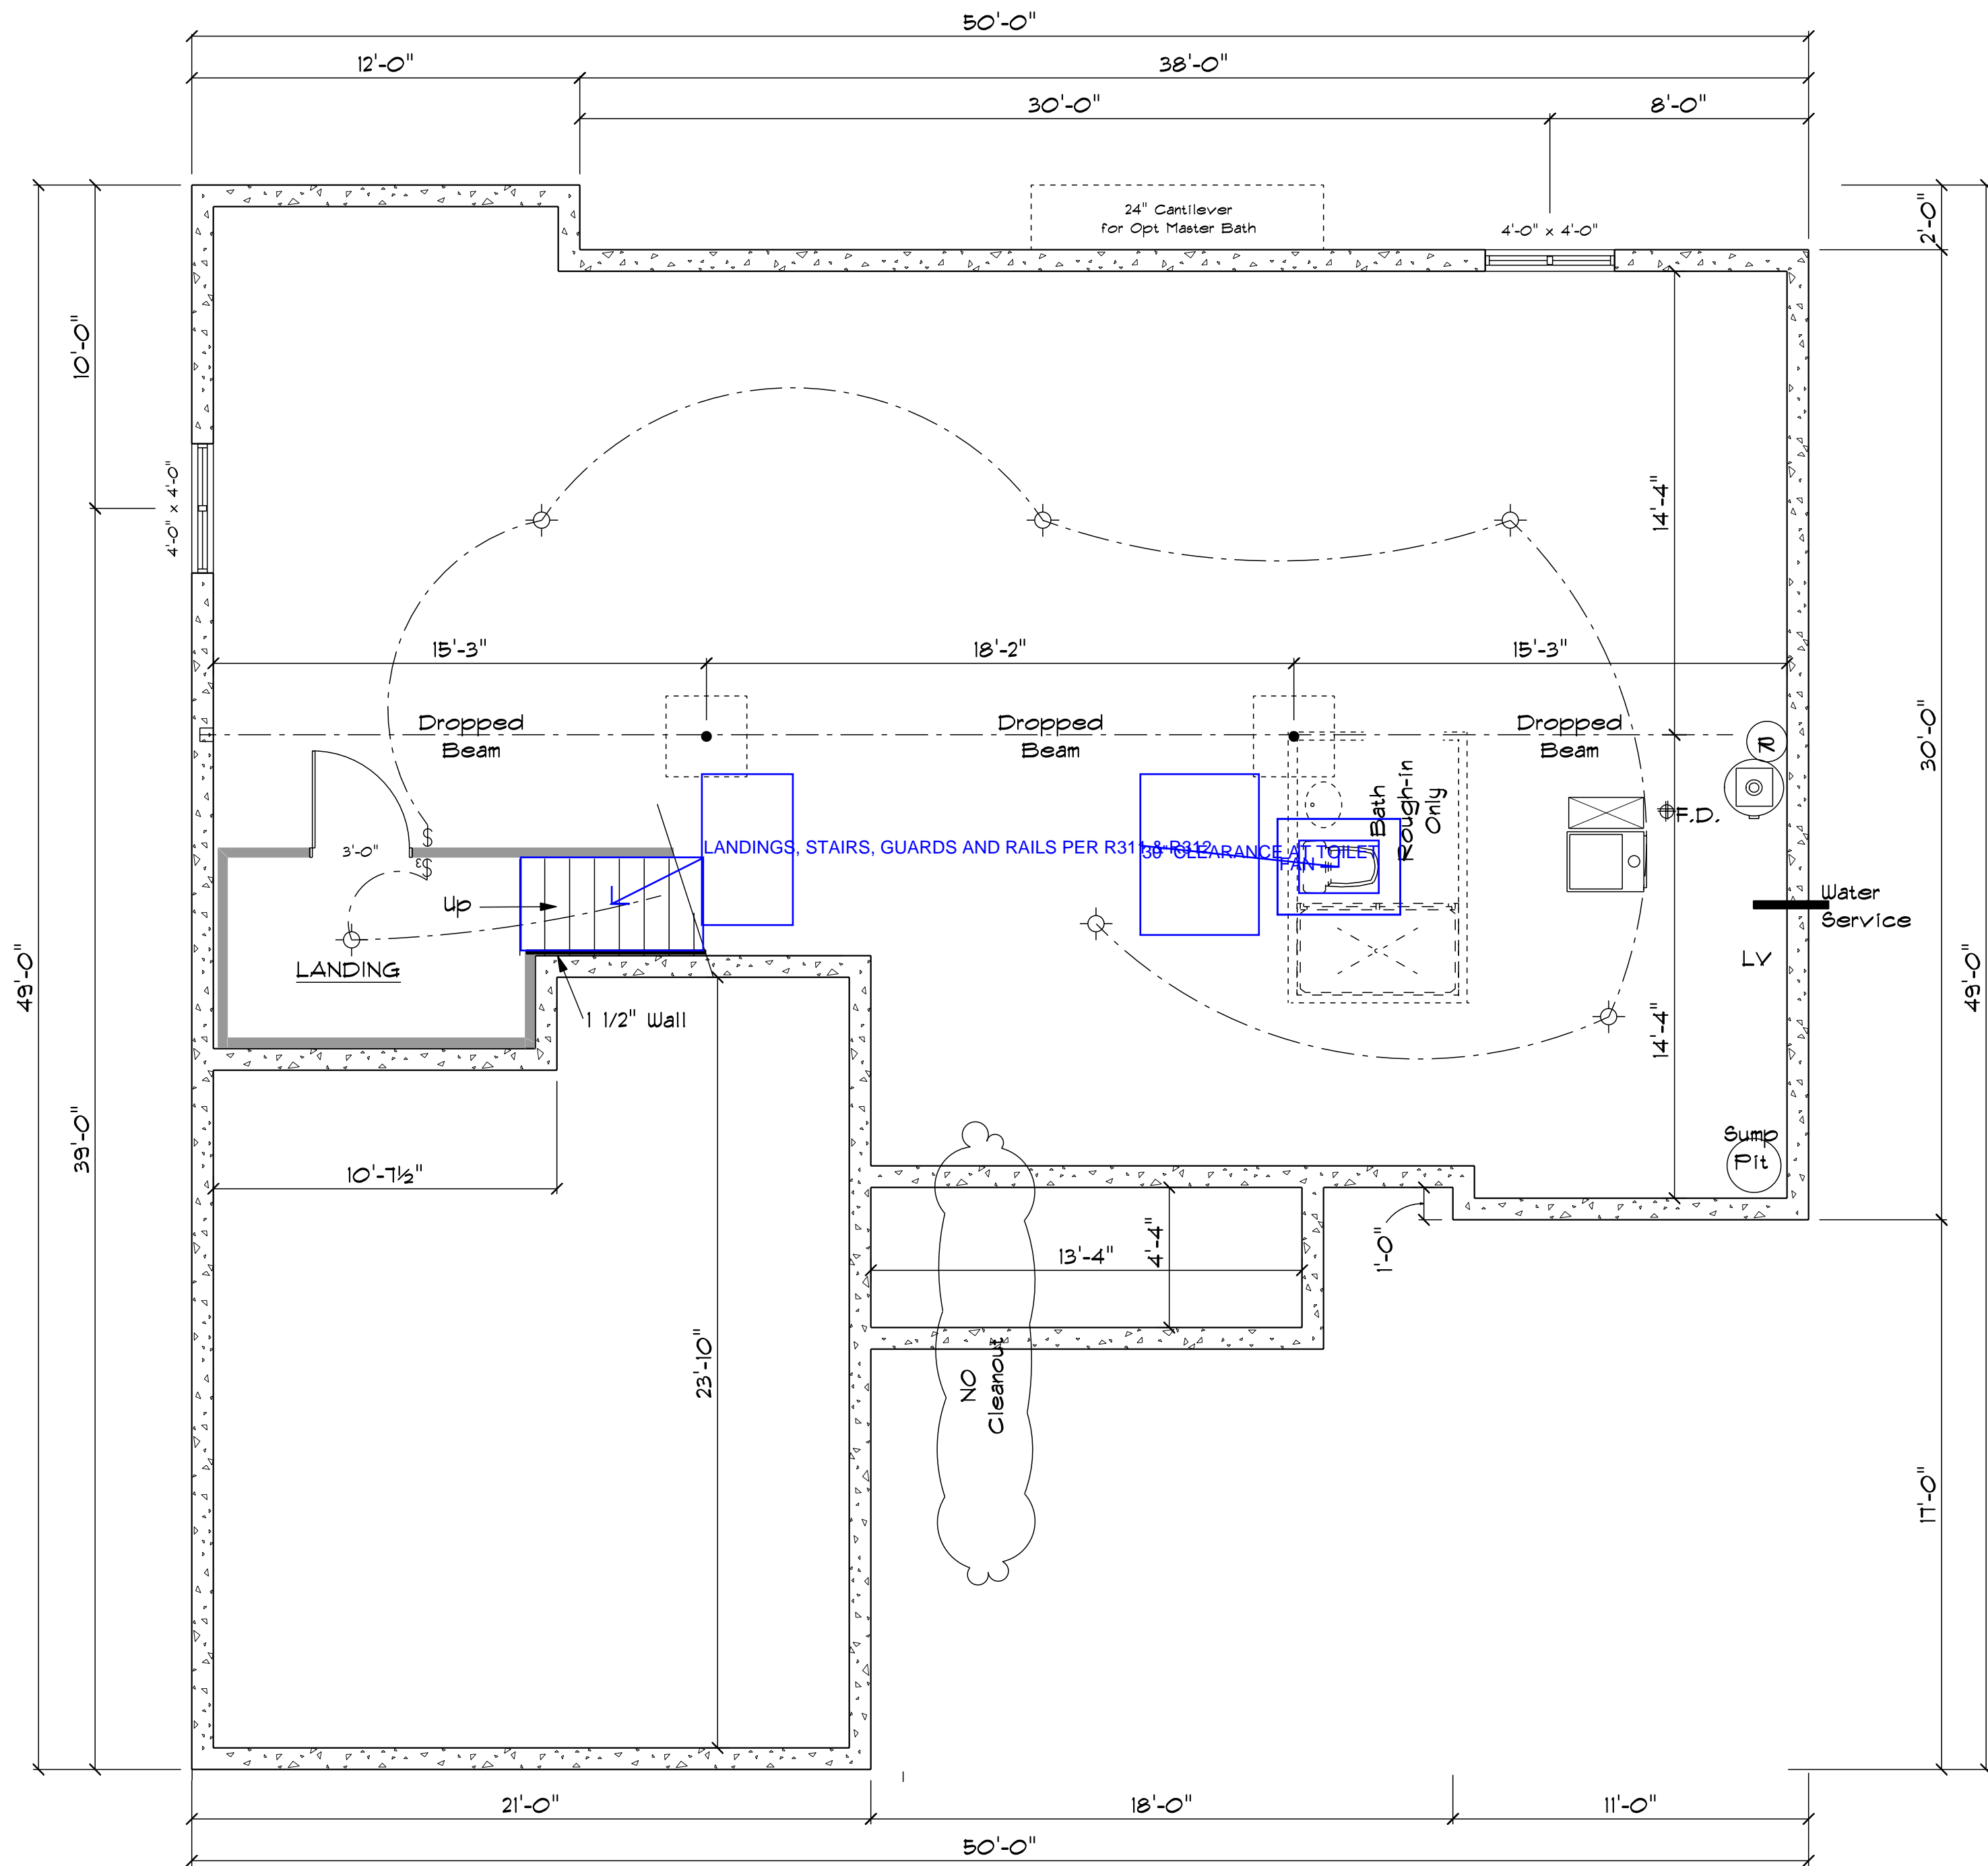 50'-0"
12'-0"
38'-0"
30'-0"
8'-0"
24" Cantilever
for Opt Master Bath
4'-0" x 4'-0"
2'-0"
10'-0"
4'-0" x 4'-0"
14'-4"
15'-3"
18'-2"
15'-3"
30'-0"
Dropped
Beam
Dropped
Beam
Dropped
Beam
R
Bath
Rough-in
Only
F.D.
3'-0"
$
$3
LANDINGS, STAIRS, GUARDS AND RAILS PER R311 & R312
30" CLEARANCE AT TOILET
FAN
Up
Water
Service
LANDING
LV
49'-0"
49'-0"
1 1/2" Wall
14'-4"
39'-0"
Sump
Pit
10'-7½"
13'-4"
4'-4"
1'-0"
23'-10"
NO
Cleanout
17'-0"
21'-0"
18'-0"
11'-0"
50'-0"